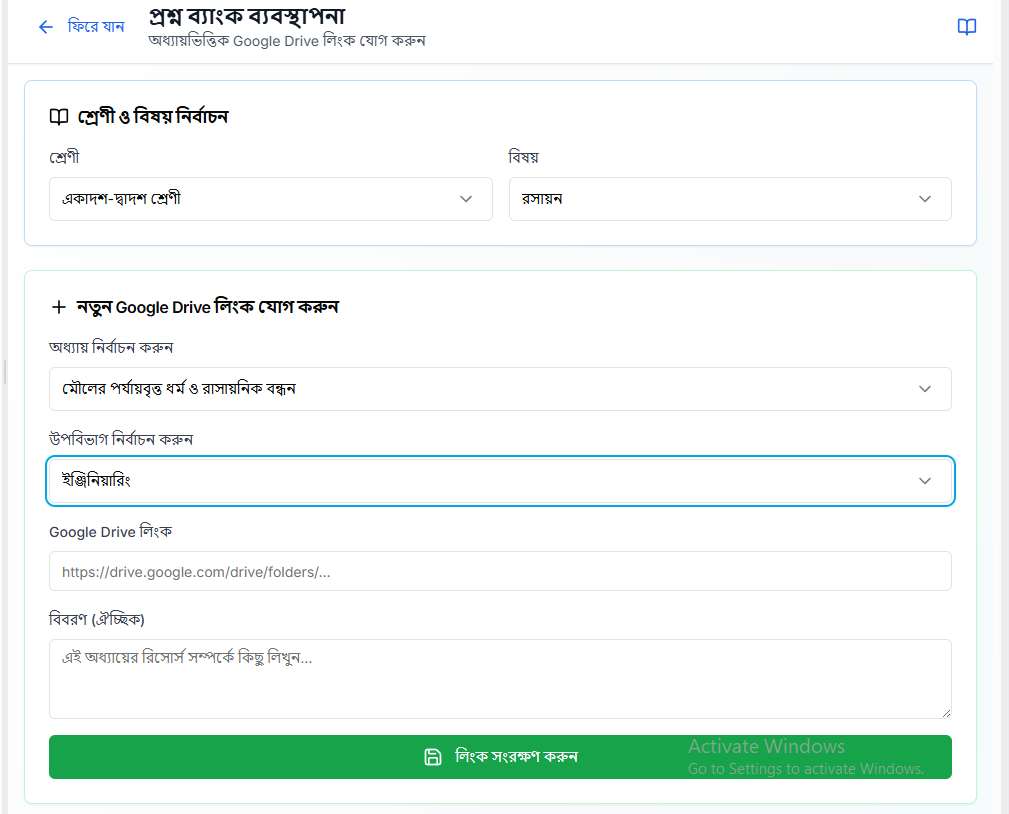 ফিরে যান
প্রশ্ন ব্যাংক ব্যবস্থাপনা
অধ্যায়ভিত্তিক Google Drive লিংক যোগ করুন
শ্রেণী ও বিষয় নির্বাচন
শ্রেণী
বিষয়
একাদশ-দ্বাদশ শ্রেণী
রসায়ন
নতুন Google Drive লিংক যোগ করুন
অধ্যায় নির্বাচন করুন
মৌলের পর্যায়বৃত্ত ধর্ম ও রাসায়নিক বন্ধন
উপবিভাগ নির্বাচন করুন
ইঞ্জিনিয়ারিং
Google Drive লিংক
https://drive.google.com/drive/folders/...
বিবরণ (ঐচ্ছিক)
এই অধ্যায়ের রিসোর্স সম্পর্কে কিছু লিখুন...
লিংক সংরক্ষণ করুন
Activate Windows
Go to Settings to activate Windows.